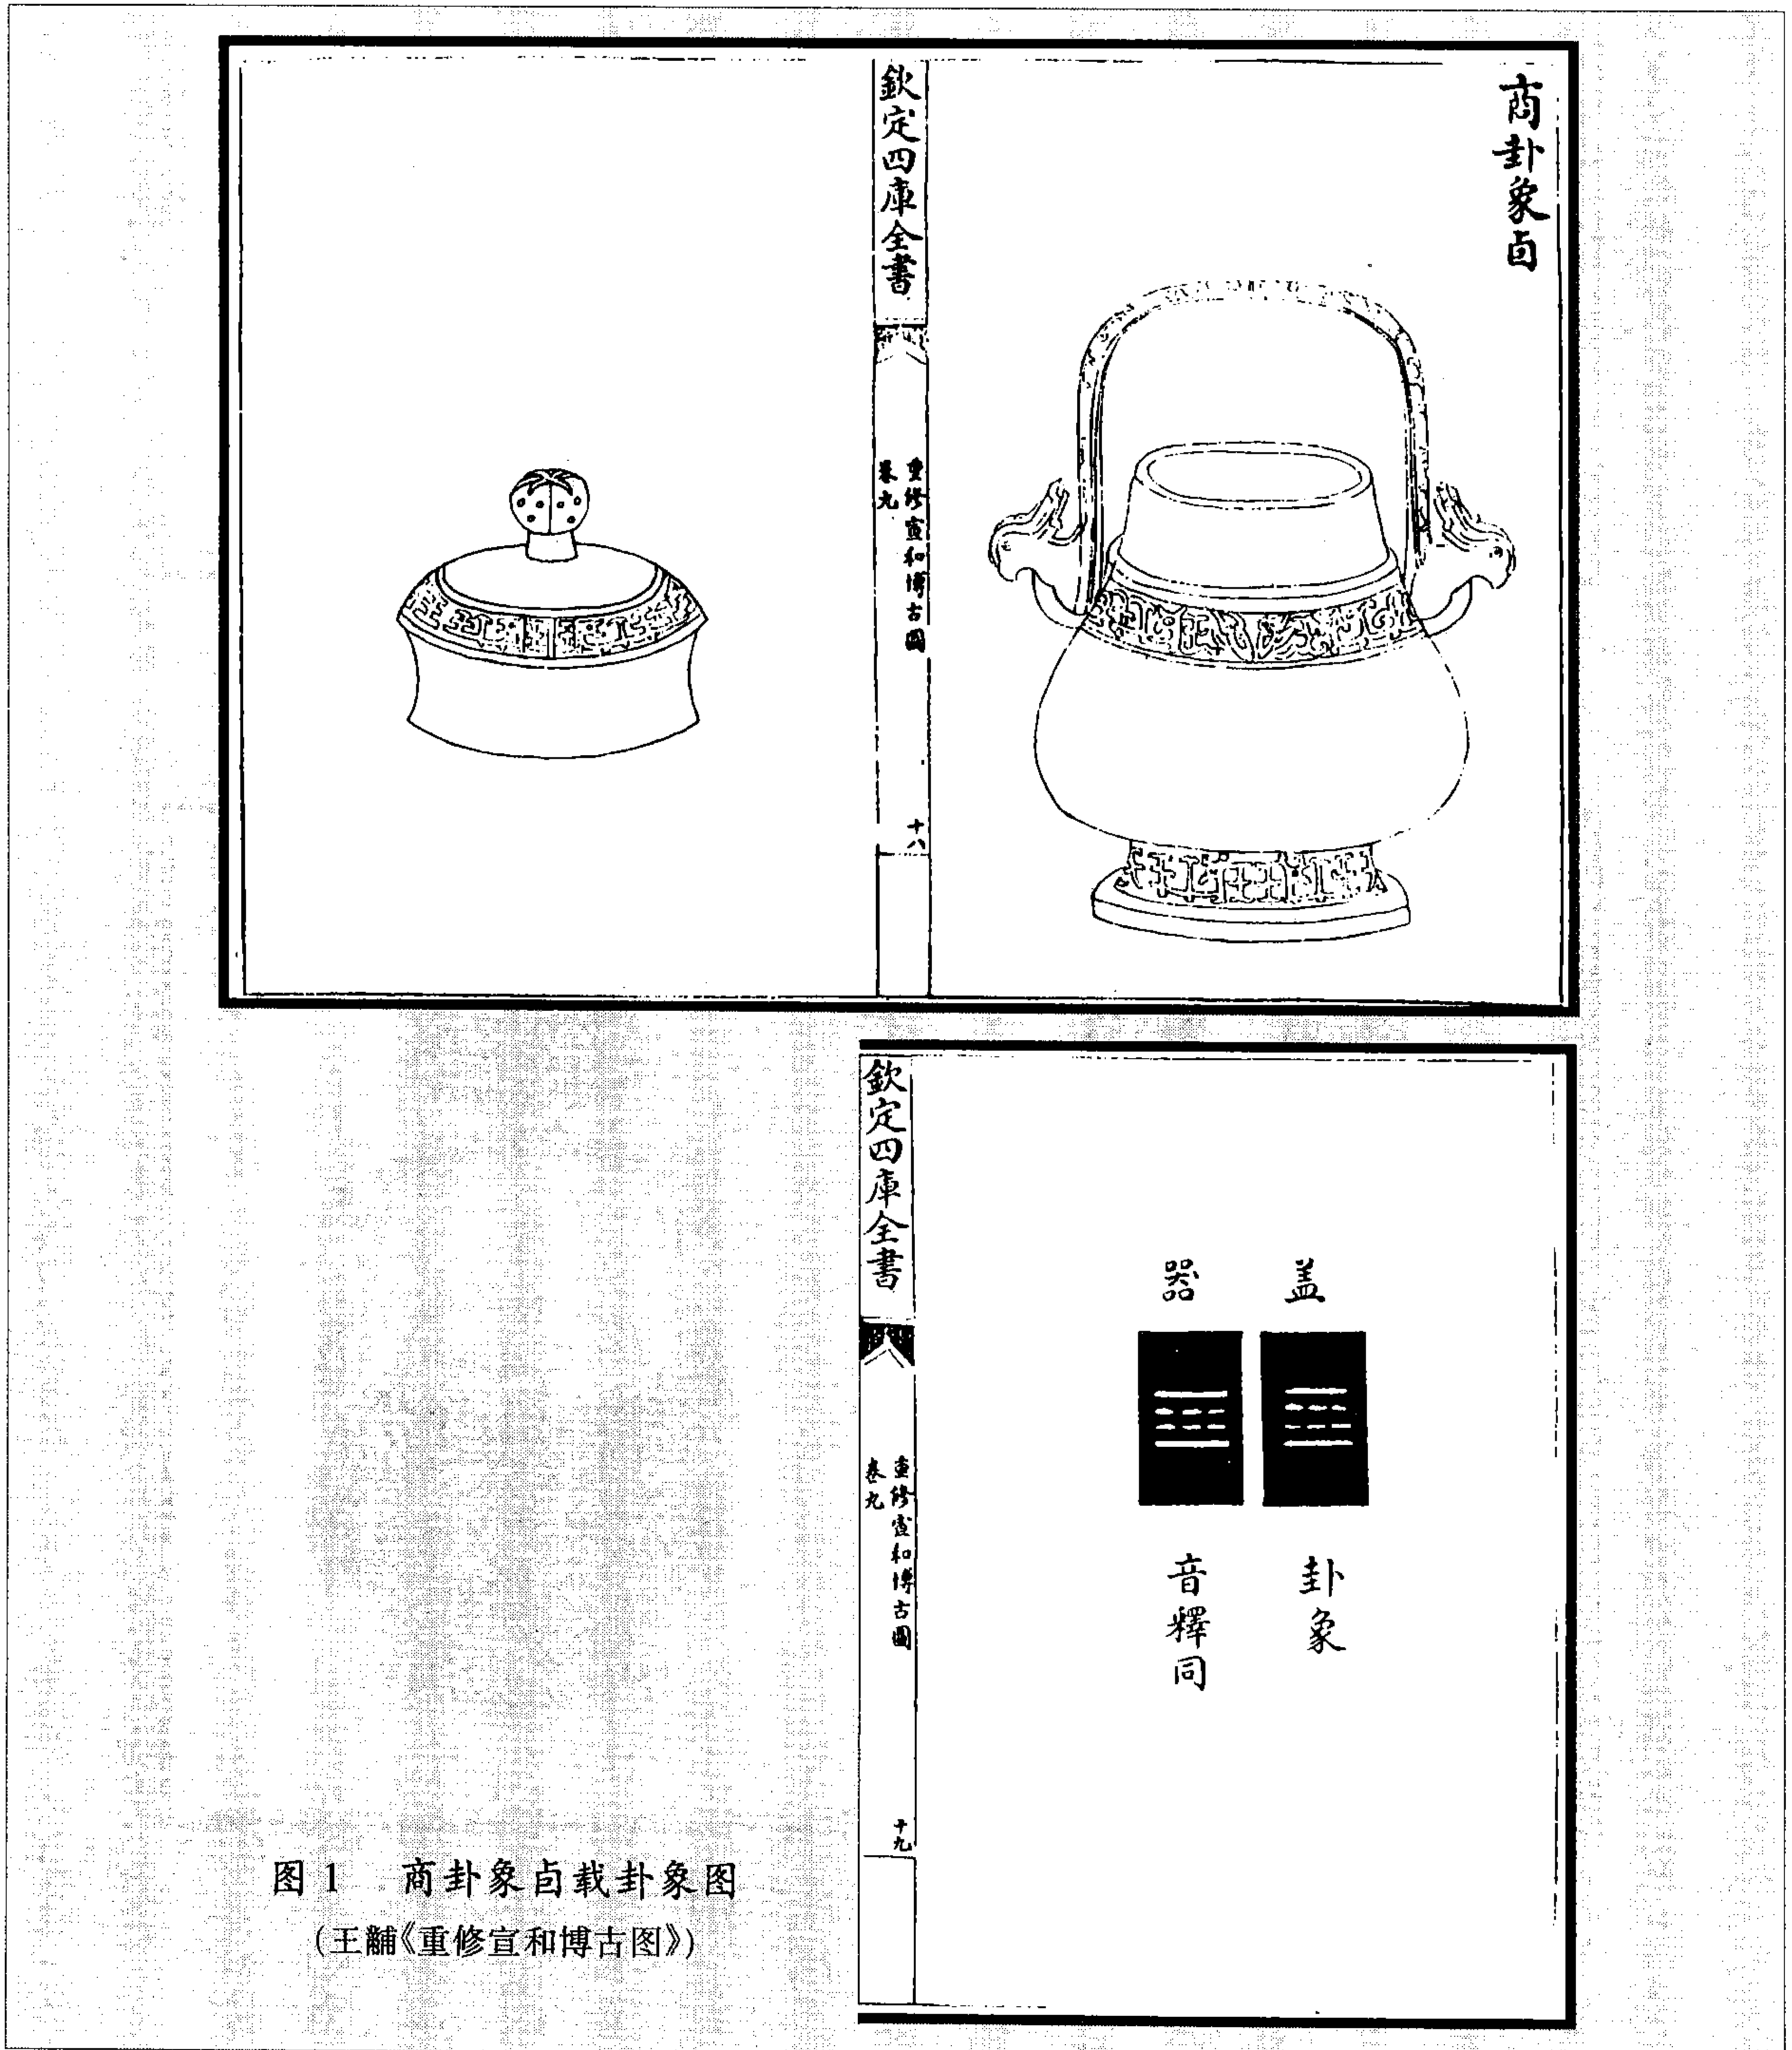 商卦象卣
欽定四庫全書
重修宣和博古圖
卷九
十八
盖
器
卦象
音釋同
欽定四庫全書
重修宣和博古圖
卷九
十九
图1 商卦象卣载卦象图
(王黼《重修宣和博古图》)